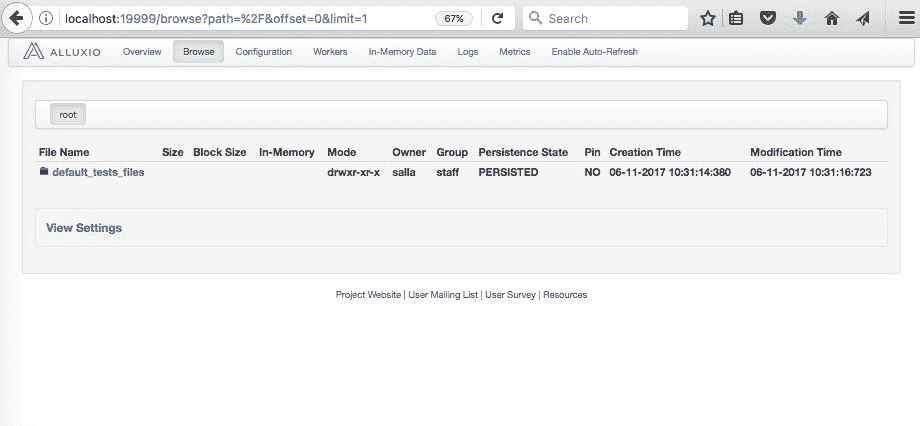 localhost:19999/browse?path=%2F&offset=0&limit=1 67% Search
ALLUXIO Overview Browse Configuration Workers In-Memory Data Logs Metrics Enable Auto-Refresh
root
File Name Size Block Size In-Memory Mode Owner Group Persistence State Pin Creation Time Modification Time
default_tests_files drwxr-xr-x salla staff PERSISTED NO 06-11-2017 10:31:14:380 06-11-2017 10:31:16:723
View Settings
Project Website | User Mailing List | User Survey | Resources